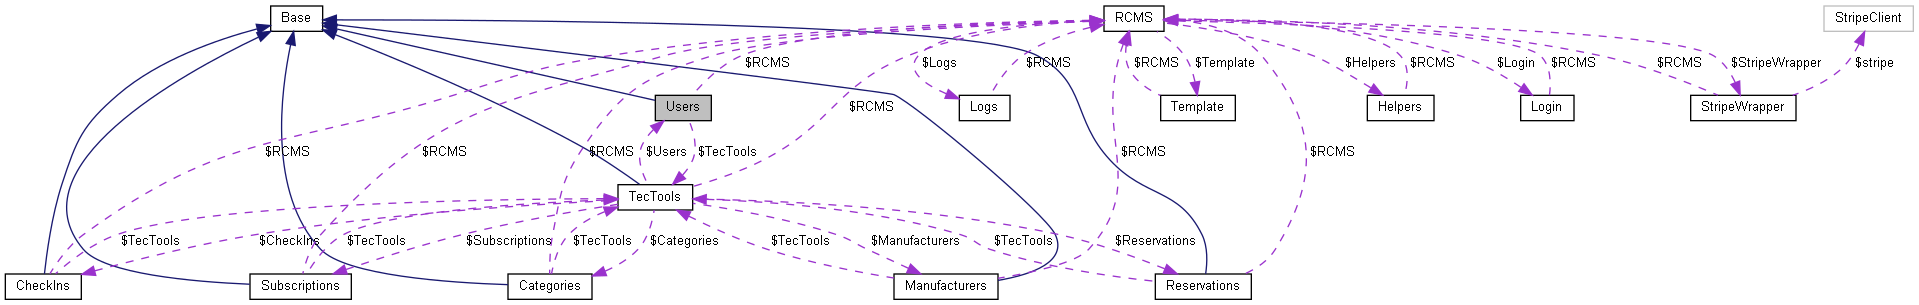 Base
RCMS
StripeClient
$Logs
$RCMS
$RCMS
$RCMS
$Template
$Helpers
$RCMS
$Login
$RCMS
$RCMS
$StripeWrapper
$stripe
Users
Logs
Template
Helpers
Login
StripeWrapper
$RCMS
$RCMS
$RCMS
$RCMS
$Users
$TecTools
$RCMS
$RCMS
TecTools
$TecTools
$CheckIns
$TecTools
$Subscriptions
$TecTools
$Categories
$TecTools
$Manufacturers
$TecTools
$Reservations
CheckIns
Subscriptions
Categories
Manufacturers
Reservations